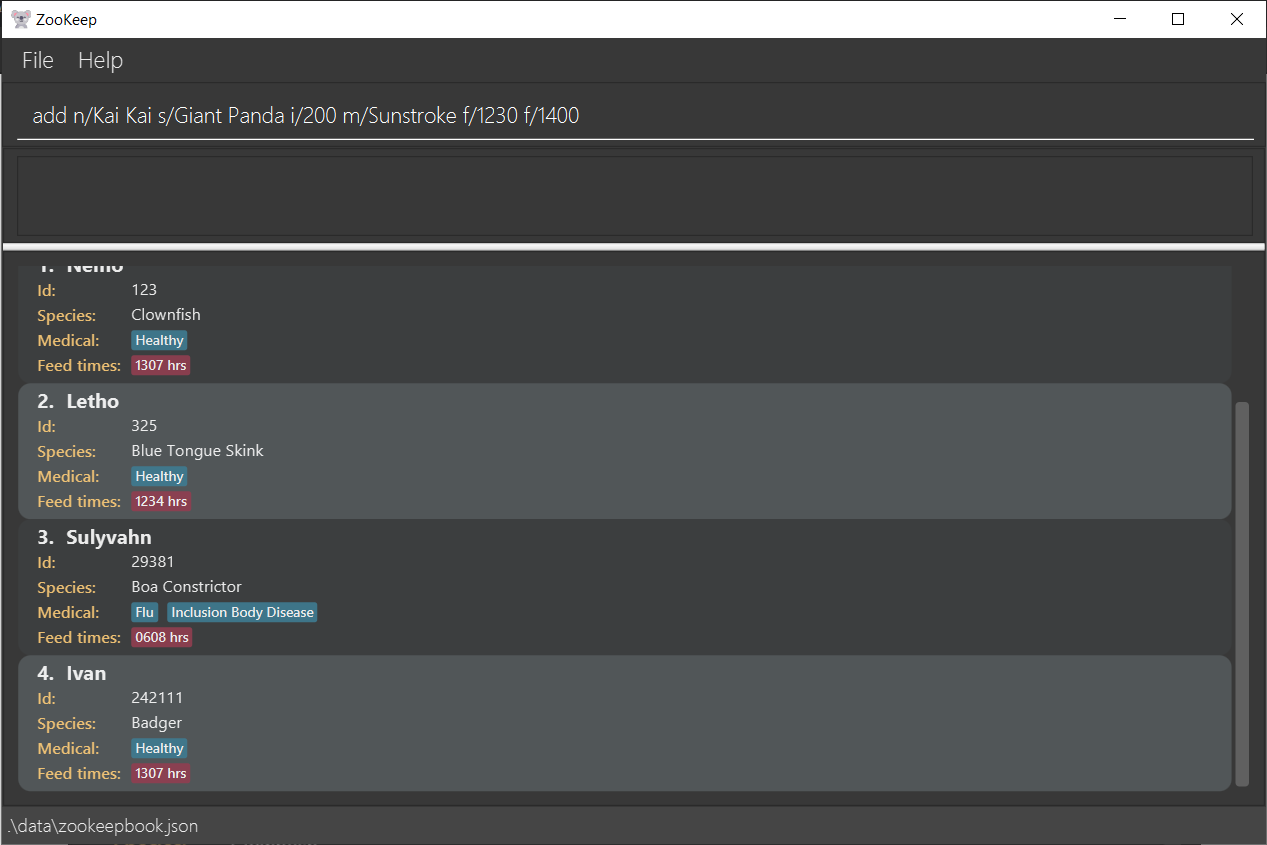 ZooKeep
File Help
add n/Kai Kai s/Giant Panda i/200 m/Sunstroke f/1230 f/1400
1. Nemo
Id: 123
Species: Clownfish
Medical: Healthy
Feed times: 1307 hrs
2. Letho
Id: 325
Species: Blue Tongue Skink
Medical: Healthy
Feed times: 1234 hrs
3. Sulyvahn
Id: 29381
Species: Boa Constrictor
Medical: Flu Inclusion Body Disease
Feed times: 0608 hrs
4. Ivan
Id: 242111
Species: Badger
Medical: Healthy
Feed times: 1307 hrs
.\data\zookeepbook.json